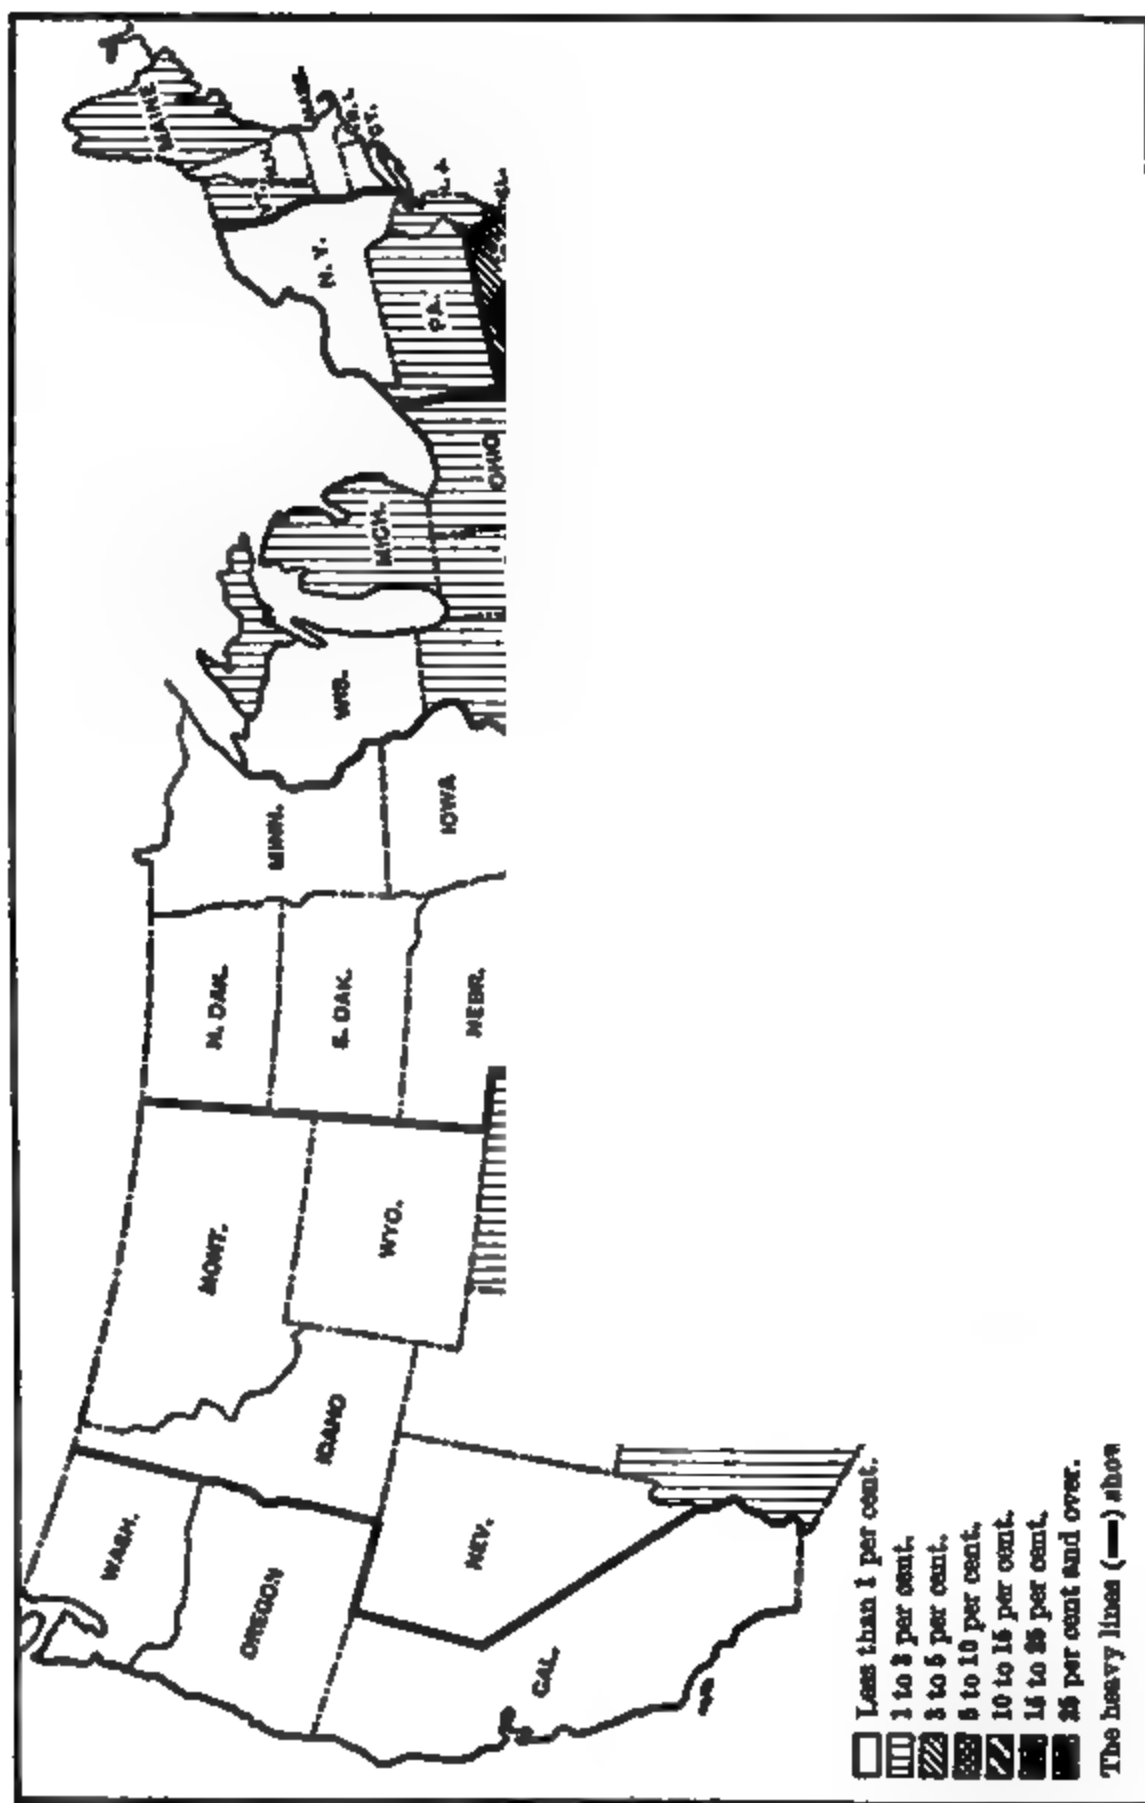 MAINE
N.Y.
PA.
OHIO
MICH.
WIS.
MINN.
IOWA
N. DAK.
S. DAK.
NEBR.
MONT.
WYO.
IDAHO
WASH.
OREGON
NEV.
CAL.
Less than 1 per cent.
1 to 3 per cent.
3 to 5 per cent.
5 to 10 per cent.
10 to 15 per cent.
15 to 25 per cent.
25 per cent and over.
The heavy lines (—) show